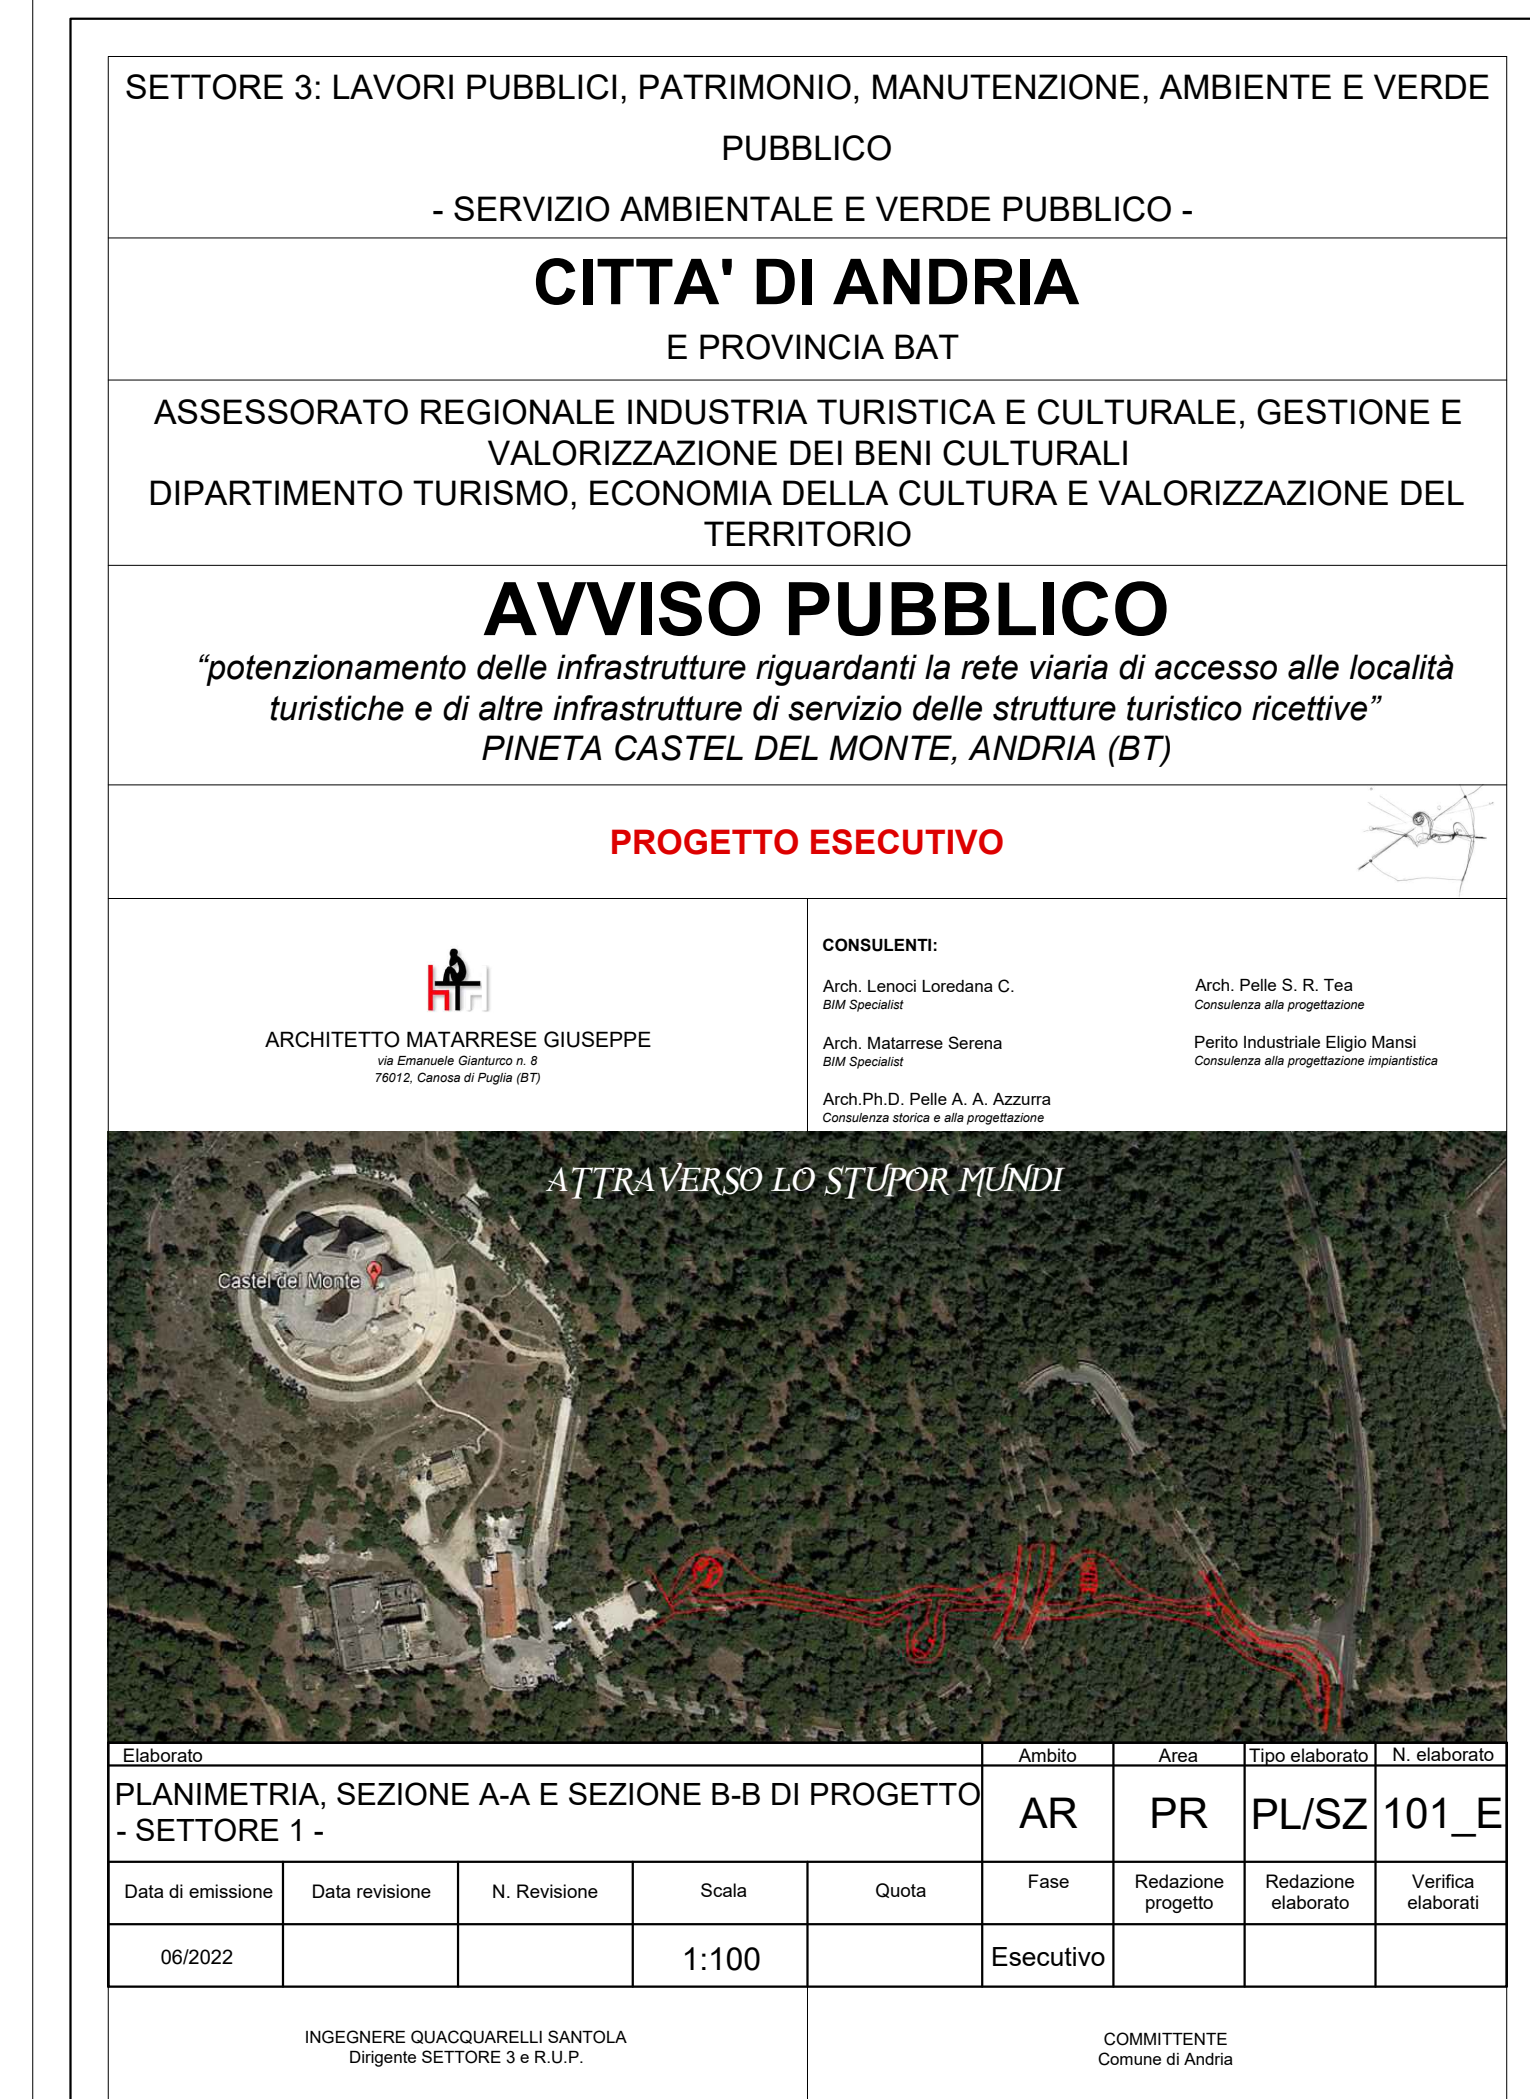 SETTORE 3: LAVORI PUBBLICI, PATRIMONIO, MANUTENZIONE, AMBIENTE E VERDE
PUBBLICO
- SERVIZIO AMBIENTALE E VERDE PUBBLICO -
CITTA' DI ANDRIA
E PROVINCIA BAT
ASSESSORATO REGIONALE INDUSTRIA TURISTICA E CULTURALE, GESTIONE E
VALORIZZAZIONE DEI BENI CULTURALI
DIPARTIMENTO TURISMO, ECONOMIA DELLA CULTURA E VALORIZZAZIONE DEL
TERRITORIO
AVVISO PUBBLICO
“potenzionamento delle infrastrutture riguardanti la rete viaria di accesso alle località
turistiche e di altre infrastrutture di servizio delle strutture turistico ricettive”
PINETA CASTEL DEL MONTE, ANDRIA (BT)
PROGETTO ESECUTIVO
ARCHITETTO MATARRESE GIUSEPPE
via Emanuele Gianturco n. 8
76012, Canosa di Puglia (BT)
CONSULENTI:
Arch. Lenoci Loredana C.
BIM Specialist
Arch. Matarrese Serena
BIM Specialist
Arch.Ph.D. Pelle A. A. Azzurra
Consulenza storica e alla progettazione
Arch. Pelle S. R. Tea
Consulenza alla progettazione
Perito Industriale Eligio Mansi
Consulenza alla progettazione impiantistica
ATTRAVERSO LO STUPOR MUNDI
Castel del Monte A
Elaborato Ambito Area Tipo elaborato N. elaborato
PLANIMETRIA, SEZIONE A-A E SEZIONE B-B DI PROGETTO
- SETTORE 1 -
AR PR PL/SZ 101_E
Data di emissione Data revisione N. Revisione Scala Quota Fase Redazione progetto Redazione elaborato Verifica elaborati
06/2022 1:100 Esecutivo
INGEGNERE QUACQUARELLI SANTOLA
Dirigente SETTORE 3 e R.U.P.
COMMITTENTE
Comune di Andria